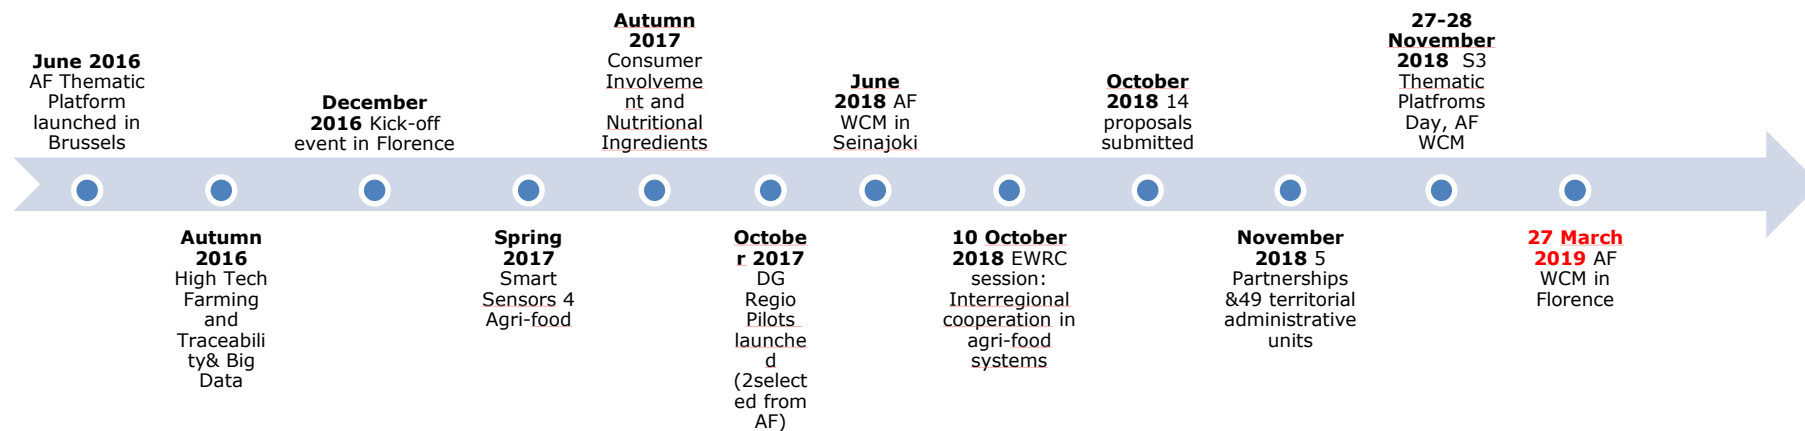 June 2016
AF Thematic
Platform
launched in
Brussels
Autumn
2016
High Tech
Farming
and
Traceabili
ty& Big
Data
December
2016 Kick-off
event in Florence
Spring
2017
Smart
Sensors 4
Agri-food
Autumn
2017
Consumer
Involveme
nt and
Nutritional
Ingredients
Octobe
r 2017
DG
Regio
Pilots
launche
d
(2select
ed from
AF)
June
2018 AF
WCM in
Seinajoki
10 October
2018 EWRC
session:
Interregional
cooperation in
agri-food
systems
October
2018 14
proposals
submitted
November
2018 5
Partnerships
&49 territorial
administrative
units
27-28
November
2018 S3
Thematic
Platfroms
Day, AF
WCM
27 March
2019 AF
WCM in
Florence